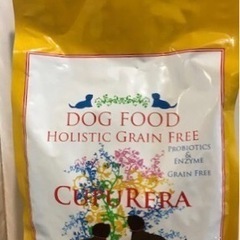 DOG FOOD
HOLISTIC GRAIN FREE
PROBIOTICS
&
ENZYME
GRAIN FREE
CUPURERA